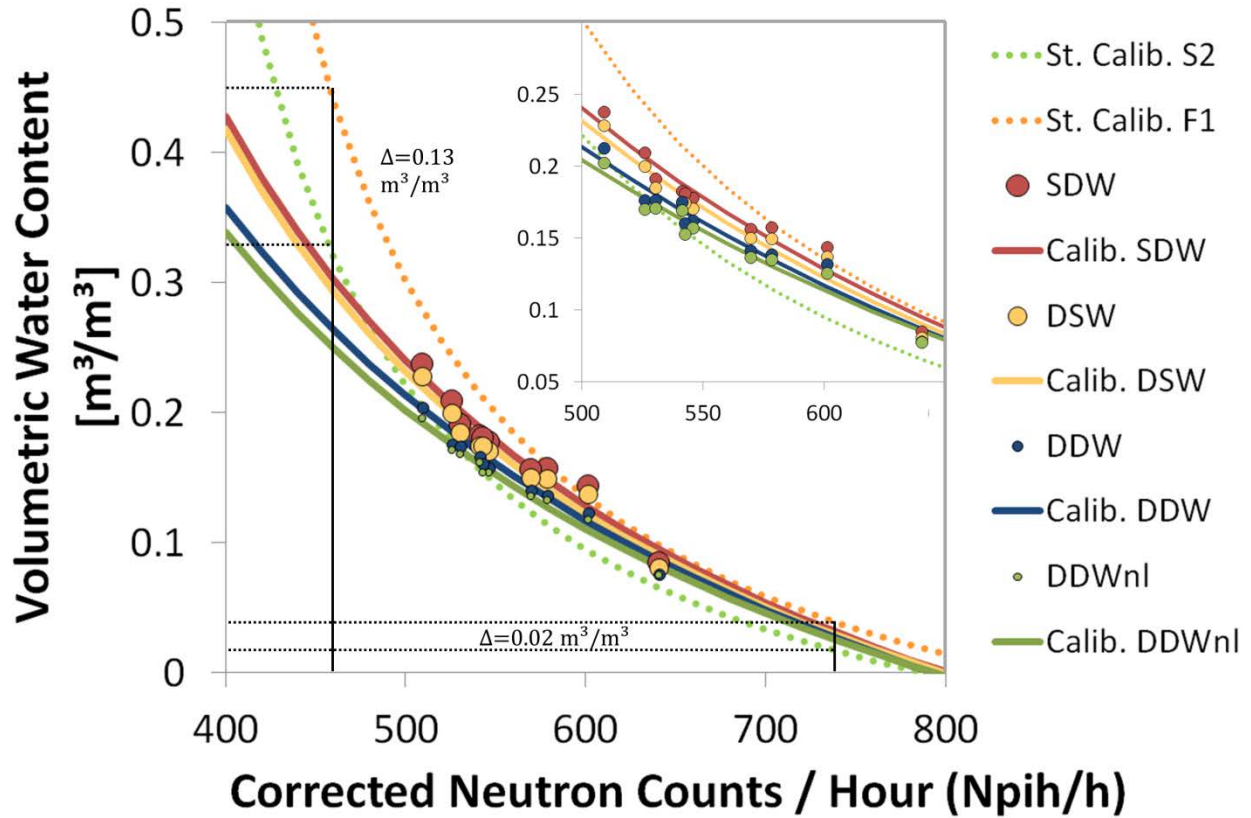 Volumetric Water Content
[m³/m³]
0.5
0.4
0.3
0.2
0.1
0
400
500
600
700
800
Corrected Neutron Counts / Hour (Npih/h)
Δ=0.13
m³/m³
Δ=0.02 m³/m³
0.25
0.2
0.15
0.1
0.05
500
550
600
St. Calib. S2
St. Calib. F1
SDW
Calib. SDW
DSW
Calib. DSW
DDW
Calib. DDW
DDWnl
Calib. DDWnl